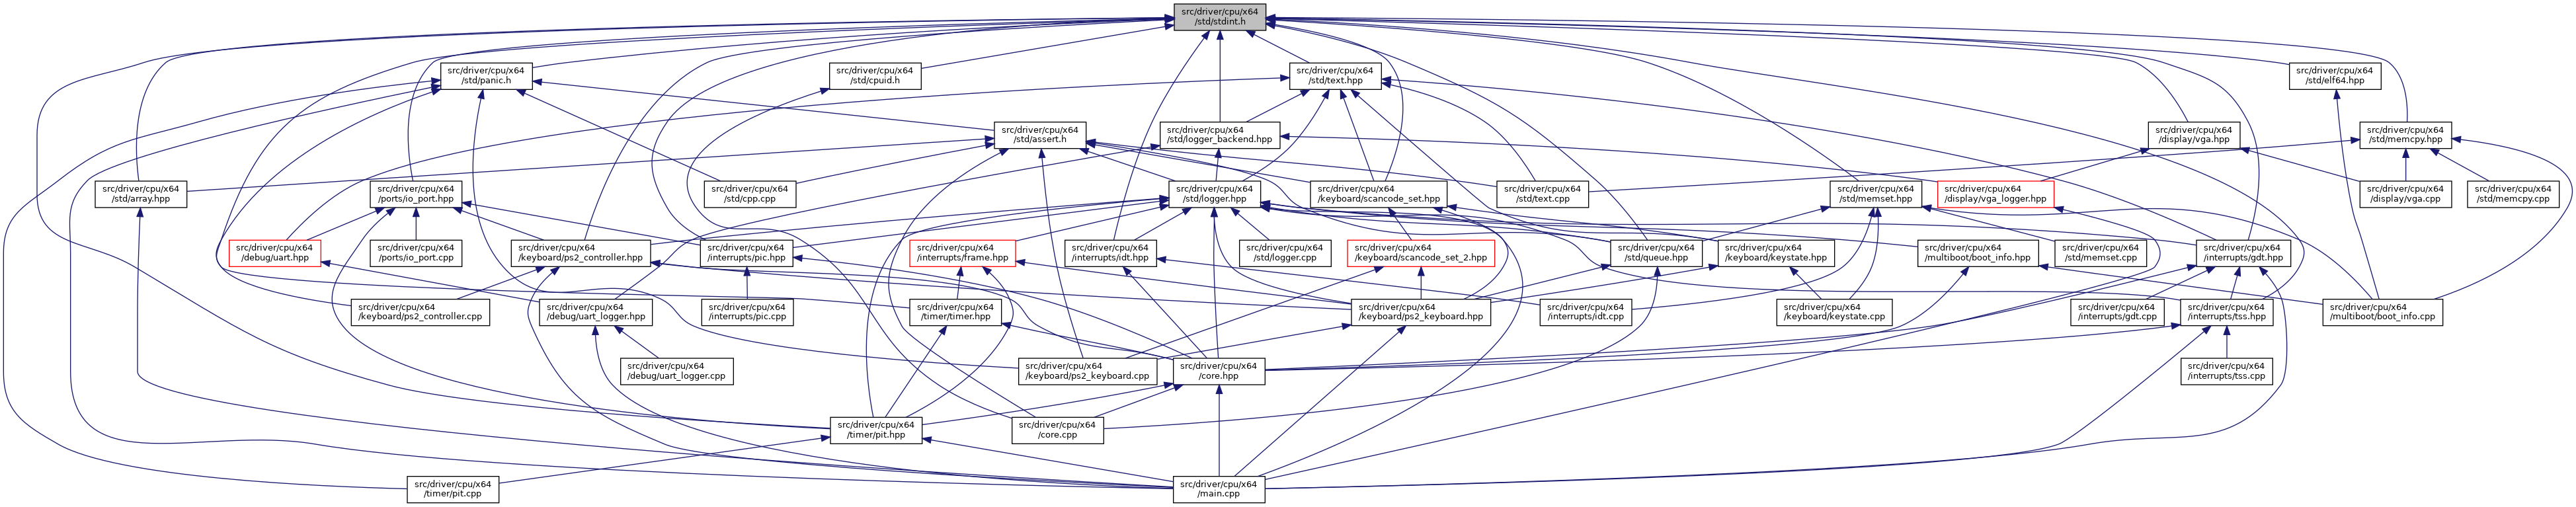 src/driver/cpu/x64
/std/stdint.h
src/driver/cpu/x64
/std/panic.h
src/driver/cpu/x64
/std/cpuid.h
src/driver/cpu/x64
/std/text.hpp
src/driver/cpu/x64
/std/elf64.hpp
src/driver/cpu/x64
/std/assert.h
src/driver/cpu/x64
/std/logger_backend.hpp
src/driver/cpu/x64
/display/vga.hpp
src/driver/cpu/x64
/std/memcpy.hpp
src/driver/cpu/x64
/std/array.hpp
src/driver/cpu/x64
/ports/io_port.hpp
src/driver/cpu/x64
/std/cpp.cpp
src/driver/cpu/x64
/std/logger.hpp
src/driver/cpu/x64
/keyboard/scancode_set.hpp
src/driver/cpu/x64
/std/text.cpp
src/driver/cpu/x64
/std/memset.hpp
src/driver/cpu/x64
/display/vga_logger.hpp
src/driver/cpu/x64
/display/vga.cpp
src/driver/cpu/x64
/std/memcpy.cpp
src/driver/cpu/x64
/debug/uart.hpp
src/driver/cpu/x64
/ports/io_port.cpp
src/driver/cpu/x64
/keyboard/ps2_controller.hpp
src/driver/cpu/x64
/interrupts/pic.hpp
src/driver/cpu/x64
/interrupts/frame.hpp
src/driver/cpu/x64
/interrupts/idt.hpp
src/driver/cpu/x64
/std/logger.cpp
src/driver/cpu/x64
/keyboard/scancode_set_2.hpp
src/driver/cpu/x64
/std/queue.hpp
src/driver/cpu/x64
/keyboard/keystate.hpp
src/driver/cpu/x64
/multiboot/boot_info.hpp
src/driver/cpu/x64
/std/memset.cpp
src/driver/cpu/x64
/interrupts/gdt.hpp
src/driver/cpu/x64
/keyboard/ps2_controller.cpp
src/driver/cpu/x64
/debug/uart_logger.hpp
src/driver/cpu/x64
/interrupts/pic.cpp
src/driver/cpu/x64
/timer/timer.hpp
src/driver/cpu/x64
/keyboard/ps2_keyboard.hpp
src/driver/cpu/x64
/interrupts/idt.cpp
src/driver/cpu/x64
/keyboard/keystate.cpp
src/driver/cpu/x64
/interrupts/gdt.cpp
src/driver/cpu/x64
/interrupts/tss.hpp
src/driver/cpu/x64
/multiboot/boot_info.cpp
src/driver/cpu/x64
/debug/uart_logger.cpp
src/driver/cpu/x64
/keyboard/ps2_keyboard.cpp
src/driver/cpu/x64
/core.hpp
src/driver/cpu/x64
/interrupts/tss.cpp
src/driver/cpu/x64
/timer/pit.hpp
src/driver/cpu/x64
/core.cpp
src/driver/cpu/x64
/timer/pit.cpp
src/driver/cpu/x64
/main.cpp